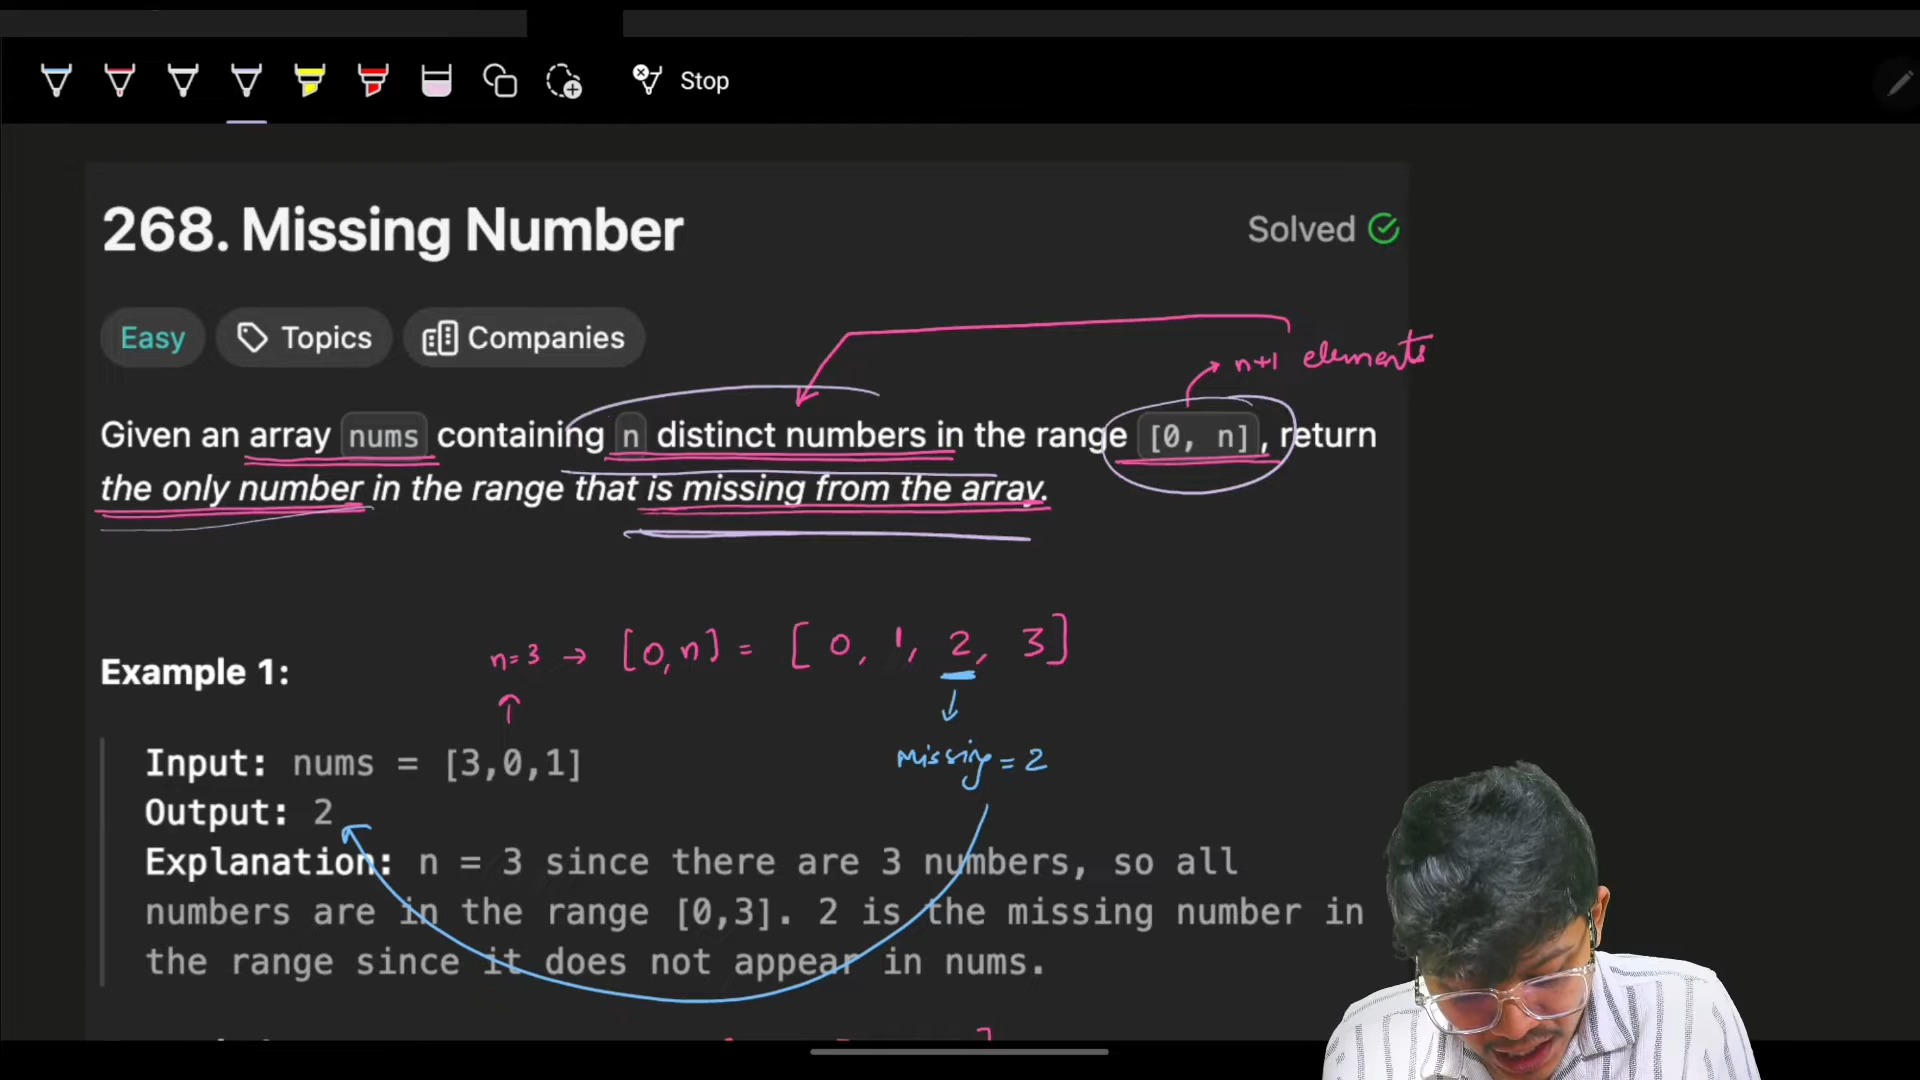 Stop
268. Missing Number
Solved
Easy Topics Companies
n+1 elements
Given an array nums containing n distinct numbers in the range [0, n], return
the only number in the range that is missing from the array.
n=3 → [0,n] = [0, 1, 2, 3]
Example 1:
Input: nums = [3,0,1]
Missing = 2
Output: 2
Explanation: n = 3 since there are 3 numbers, so all
numbers are in the range [0,3]. 2 is the missing number in
the range since it does not appear in nums.